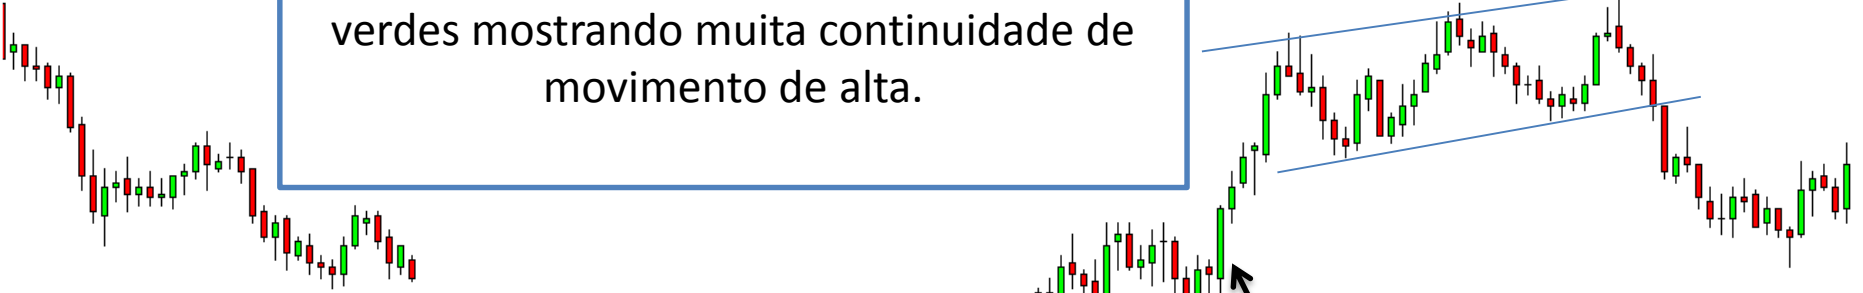 verdes mostrando muita continuidade de
movimento de alta.